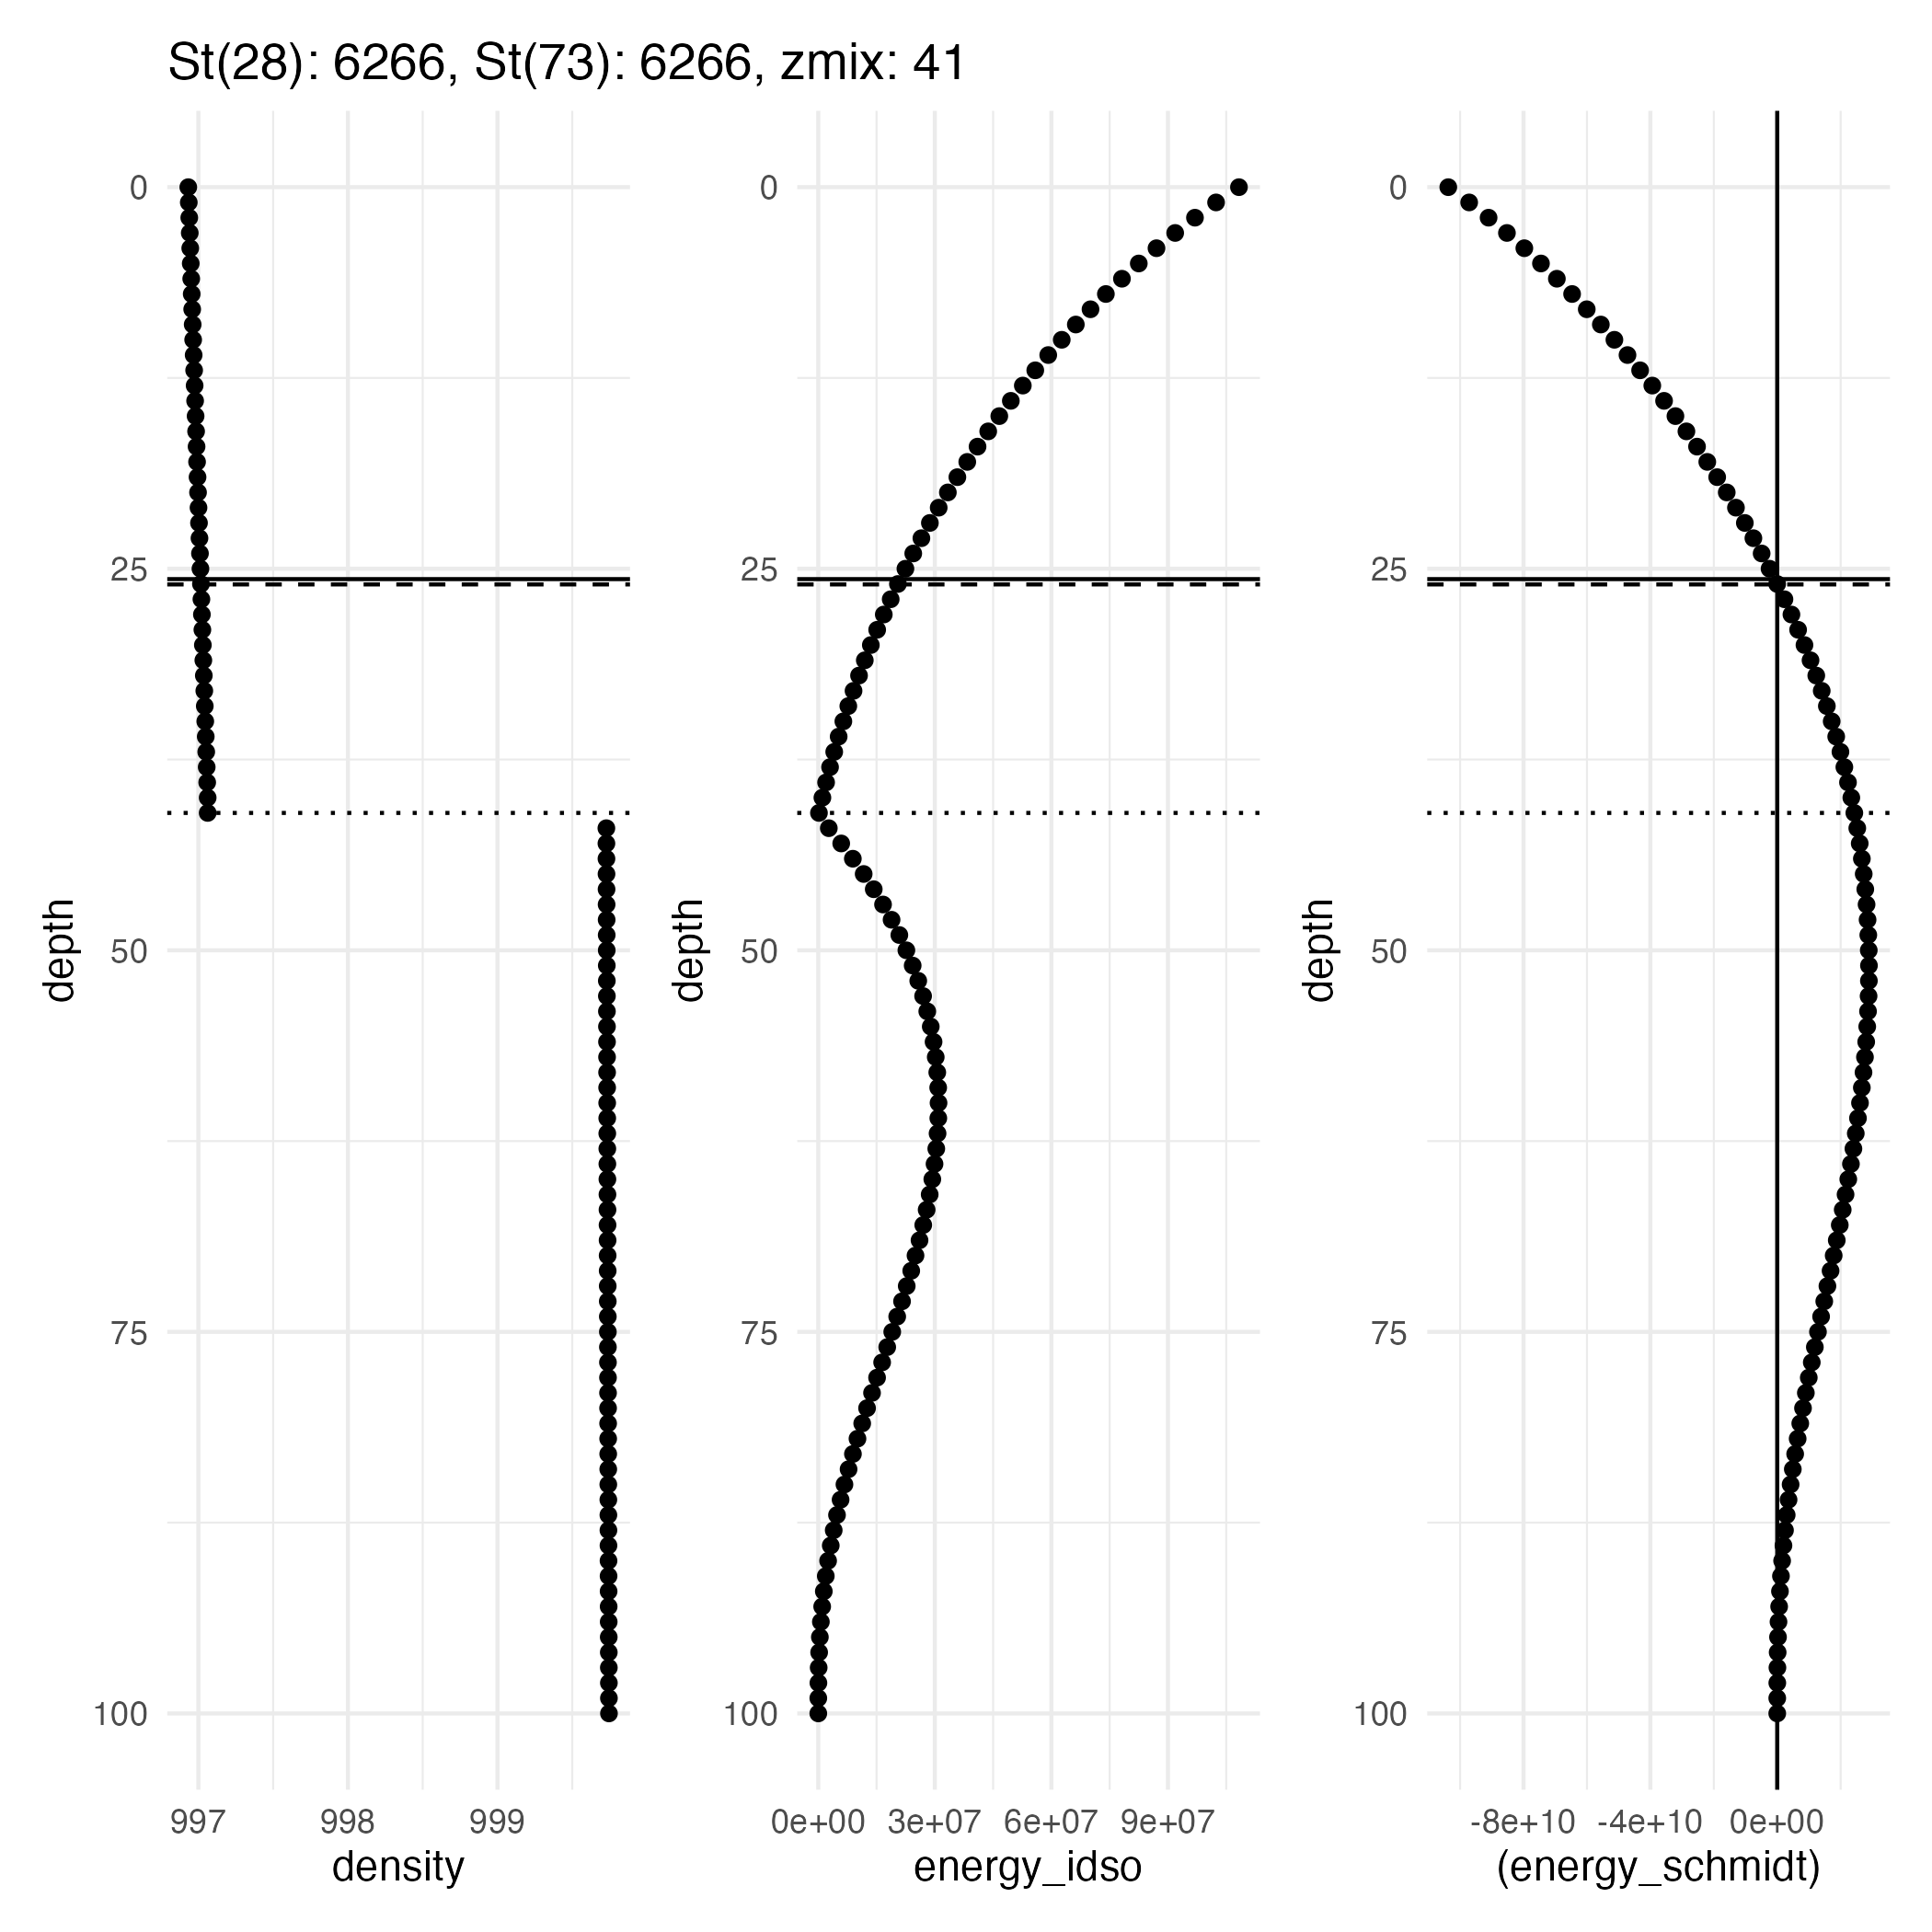 St(28): 6266, St(73): 6266, zmix: 41
depth
0
25
50
75
100
997 998 999
density
depth
0
25
50
75
100
0e+00 3e+07 6e+07 9e+07
energy_idso
depth
0
25
50
75
100
-8e+10 -4e+10 0e+00
(energy_schmidt)